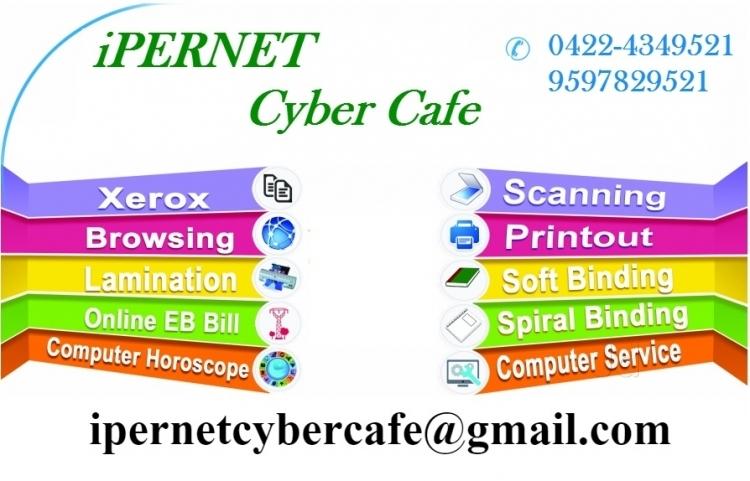 iPERNET
Cyber Cafe
0422-4349521
9597829521
Xerox
Browsing
Lamination
Online EB Bill
Computer Horoscope
Scanning
Printout
Soft Binding
Spiral Binding
Computer Service
ipernetcybercafe@gmail.com